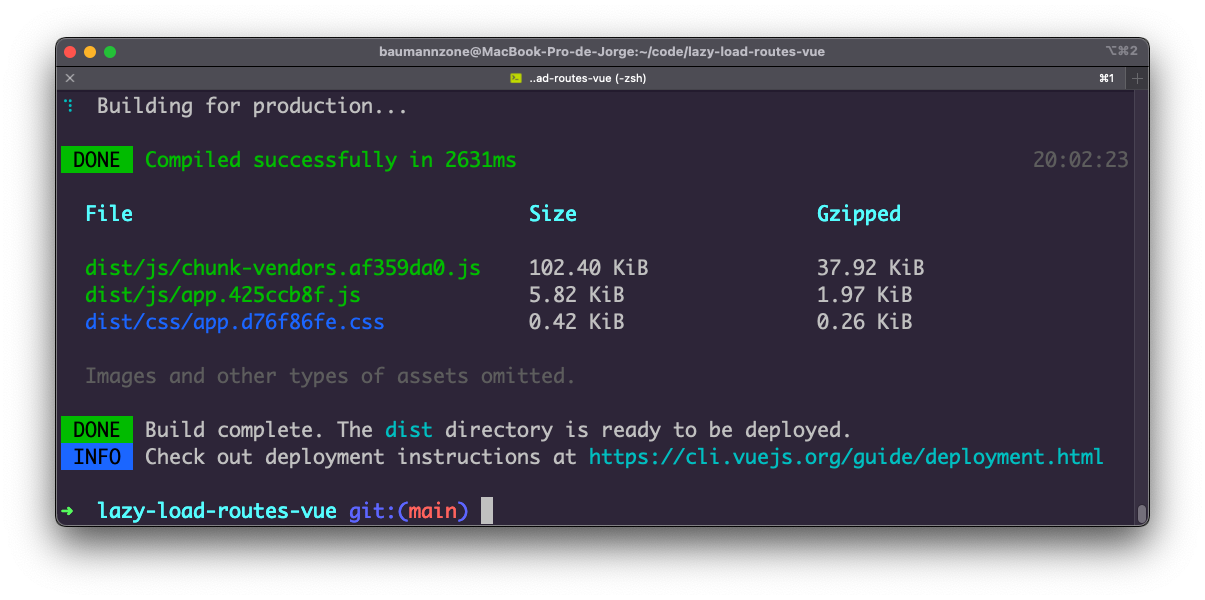 baumannzone@MacBook-Pro-de-Jorge:~/code/lazy-load-routes-vue ⌥⌘2
..ad-routes-vue (-zsh) ⌘1
Building for production...
DONE Compiled successfully in 2631ms 20:02:23
File Size Gzipped
dist/js/chunk-vendors.af359da0.js 102.40 KiB 37.92 KiB
dist/js/app.425ccb8f.js 5.82 KiB 1.97 KiB
dist/css/app.d76f86fe.css 0.42 KiB 0.26 KiB
Images and other types of assets omitted.
DONE Build complete. The dist directory is ready to be deployed.
INFO Check out deployment instructions at https://cli.vuejs.org/guide/deployment.html
➜ lazy-load-routes-vue git:(main)